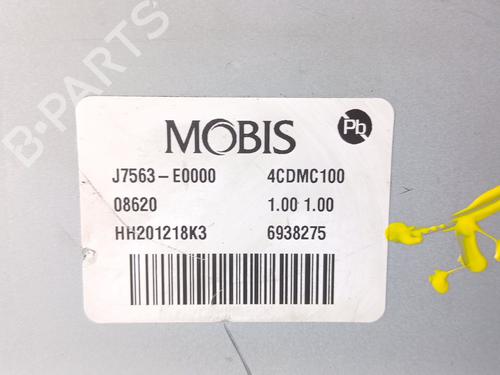 B-PARTS
MOBIS
Pb
J7563-E0000 4CDMC100
08620 1.00 1.00
HH201218K3 6938275